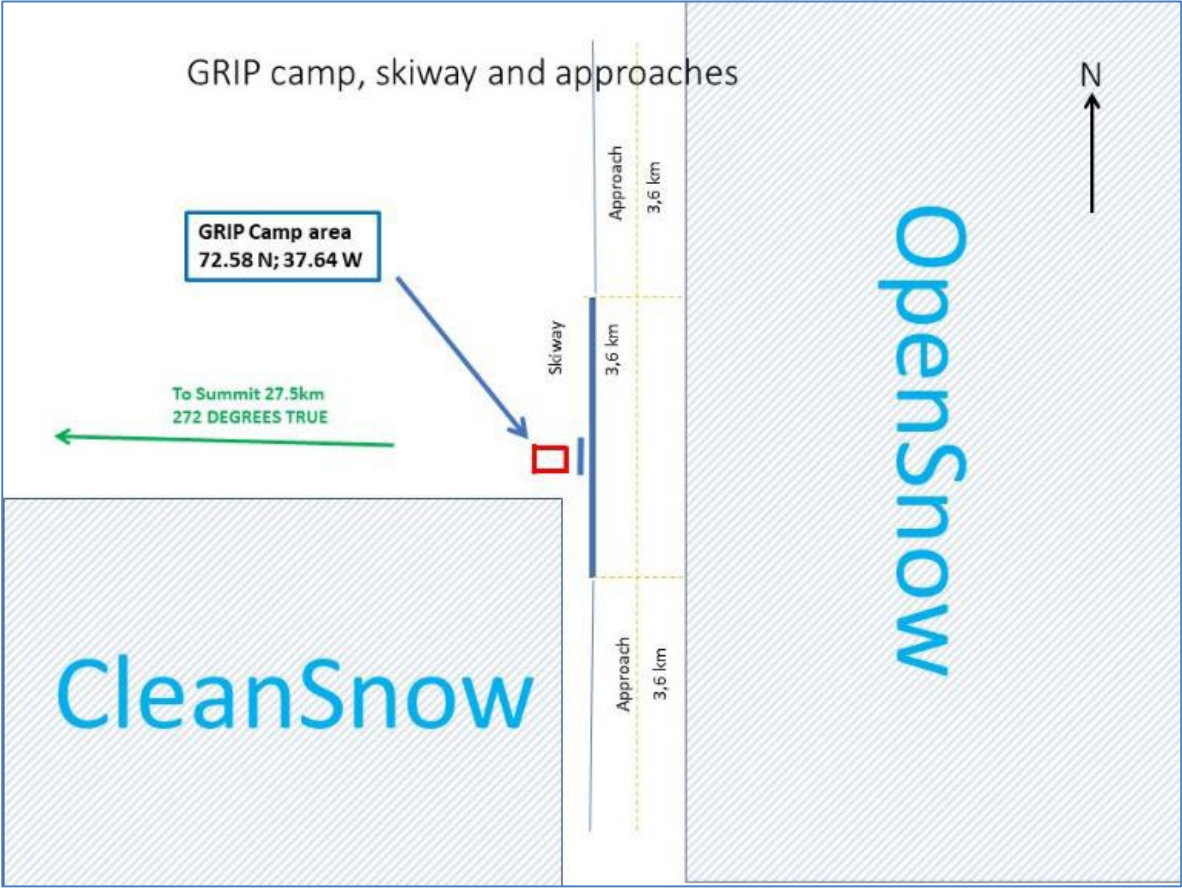 GRIP camp, skiway and approaches
N
Approach
3,6 km
GRIP Camp area
72.58 N; 37.64 W
OpenSnow
Skiway
3,6 km
To Summit 27.5km
272 DEGREES TRUE
CleanSnow
Approach
3,6 km